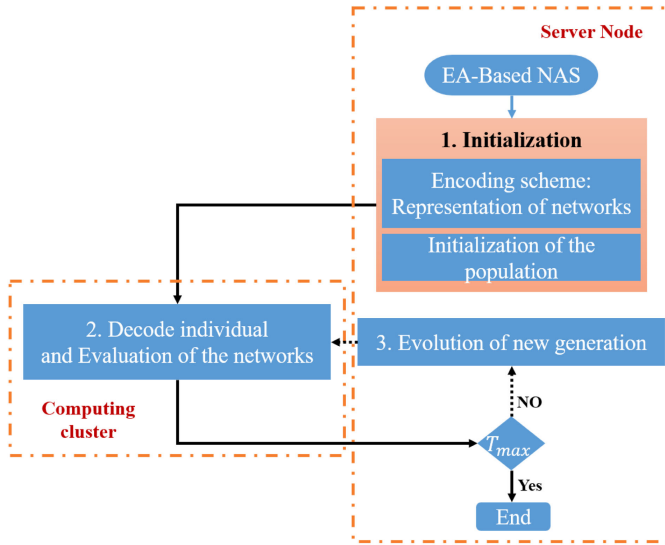 Server Node
EA-Based NAS
1. Initialization
Encoding scheme:
Representation of networks
Initialization of the
population
2. Decode individual
and Evaluation of the networks
3. Evolution of new generation
Computing
cluster
NO
T_max
Yes
End